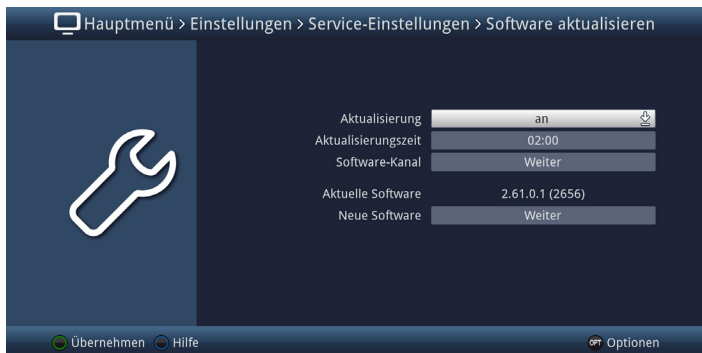 Hauptmenü > Einstellungen > Service-Einstellungen > Software aktualisieren
Aktualisierung an
Aktualisierungszeit 02:00
Software-Kanal Weiter
Aktuelle Software 2.61.0.1 (2656)
Neue Software Weiter
Übernehmen Hilfe OPT Optionen